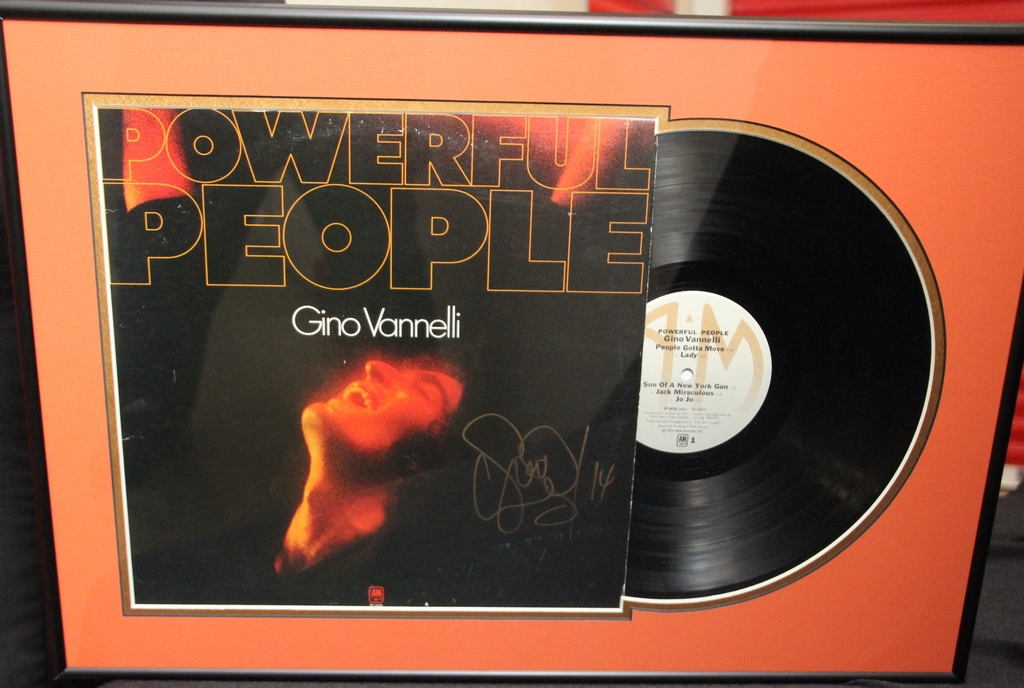 POWERFUL
PEOPLE
Gino Vannelli
14
A&M
A&M
POWERFUL PEOPLE
Gino Vannelli
People Gotta Move
Lady
Son Of A New York Gun
Jack Miraculous
Jo Jo
A&M 1